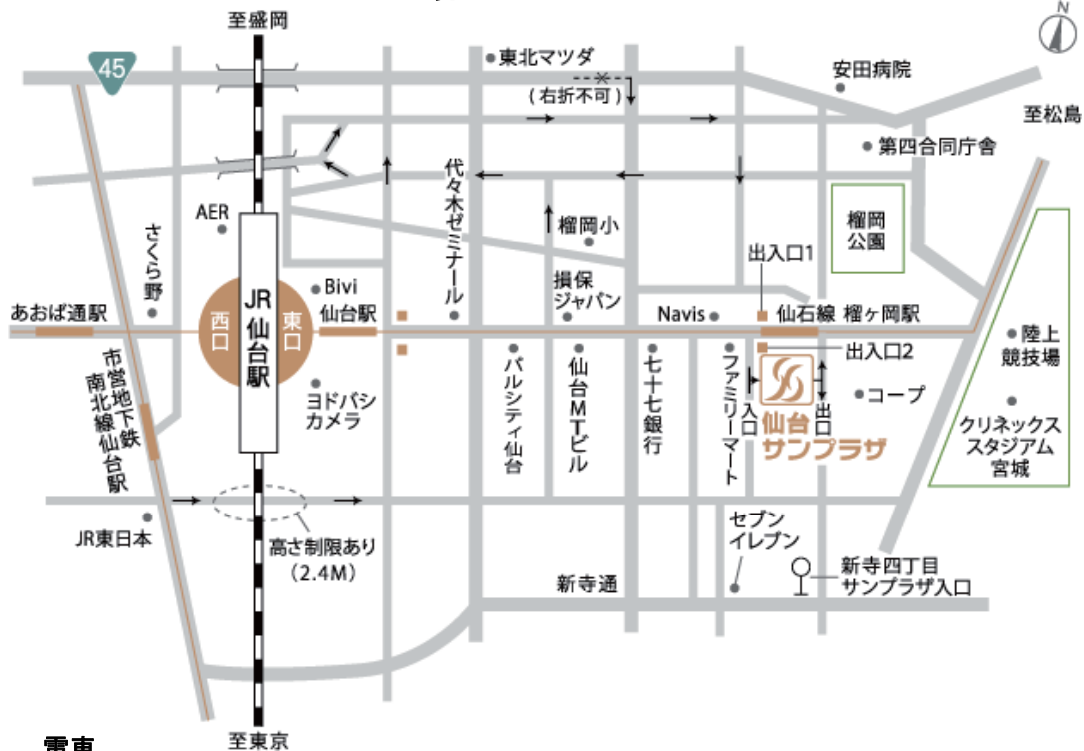 至盛岡
N
45
東北マツダ
(右折不可)
安田病院
至松島
第四合同庁舎
代々木ゼミナール
AER
榴岡小
榴岡
公園
さくら野
出入口1
Bivi
損保
ジャパン
あおば通駅
西口
JR仙台駅
東口
仙台駅
Navis
仙石線 榴ヶ岡駅
出入口2
陸上
競技場
市営地下鉄
南北線仙台駅
ヨドバシ
カメラ
パルシティ仙台
仙台MTビル
七十七銀行
ファミリーマート
入口
出口
コープ
仙台
サンプラザ
クリネックス
スタジアム
宮城
JR東日本
高さ制限あり
(2.4M)
セブン
イレブン
新寺通
新寺四丁目
サンプラザ入口
至東京
電車